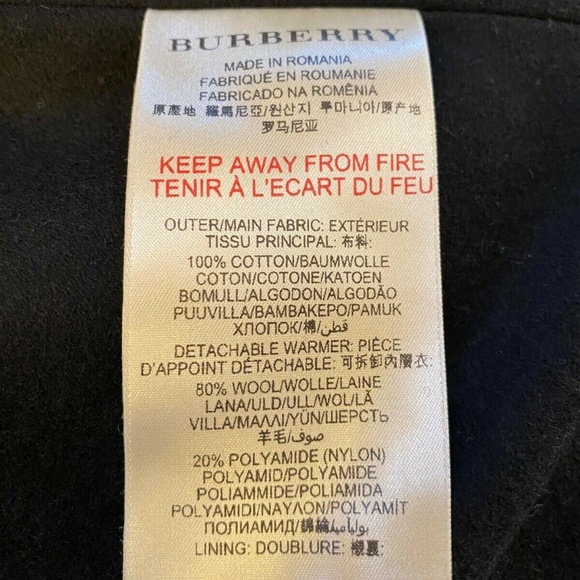 BURBERRY
MADE IN ROMANIA
FABRIQUÉ EN ROUMANIE
FABRICADO NA ROMÊNIA
原產地 羅馬尼亞/원산지 루마니아/原产地
罗马尼亚
KEEP AWAY FROM FIRE
TENIR À L'ECART DU FEU
OUTER/MAIN FABRIC: EXTÉRIEUR
TISSU PRINCIPAL: 布料:
100% COTTON/BAUMWOLLE
COTON/COTONE/KATOEN
BOMULL/ALGODON/ALGODÃO
PUUVILLA/BAMBAKEPO/PAMUK
ХЛОПОК/棉/قطن
DETACHABLE WARMER: PIÈCE
D'APPOINT DÉTACHABLE: 可拆卸內層衣:
80% WOOL/WOLLE/LAINE
LANA/ULD/ULL/WOL/LÃ
VILLA/ΜΑΛΛΙ/YÜN/ШЕРСТЬ
羊毛/صوف
20% POLYAMIDE (NYLON)
POLYAMID/POLYAMIDE
POLIAMMIDE/POLIAMIDA
POLYAMIDI/ΝΑΥΛΟΝ/POLYAMİT
ПОЛИАМИД/錦綸/بوليأميد
LINING: DOUBLURE: 襯裏: